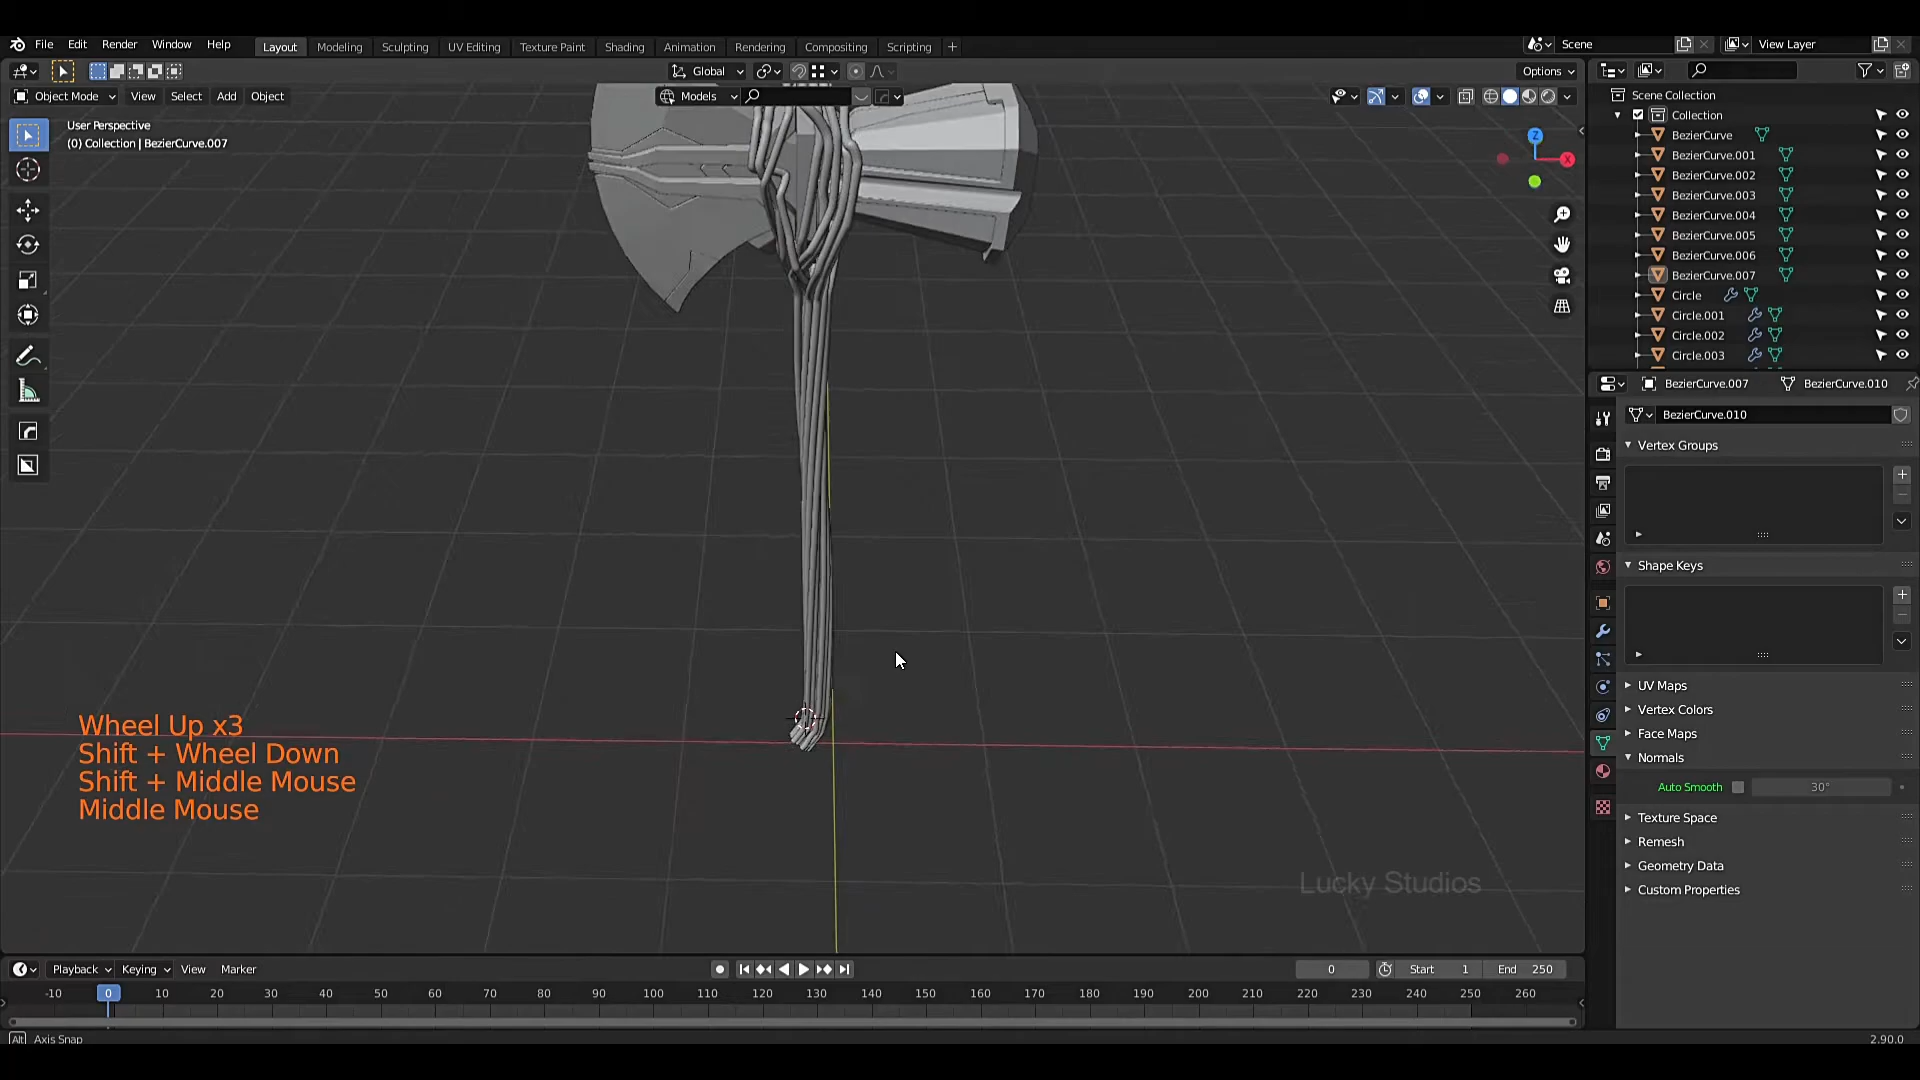 File Edit Render Window Help Layout Modeling Sculpting UV Editing Texture Paint Shading Animation Rendering Compositing Scripting + Scene View Layer
Global Options
Object Mode View Select Add Object Models
User Perspective
(0) Collection | BezierCurve.007
Z
X
Scene Collection
Collection
BezierCurve
BezierCurve.001
BezierCurve.002
BezierCurve.003
BezierCurve.004
BezierCurve.005
BezierCurve.006
BezierCurve.007
Circle
Circle.001
Circle.002
Circle.003
BezierCurve.007 BezierCurve.010
BezierCurve.010
Vertex Groups
Shape Keys
UV Maps
Vertex Colors
Face Maps
Normals
Auto Smooth 30°
Texture Space
Remesh
Geometry Data
Custom Properties
Wheel Up x3
Shift + Wheel Down
Shift + Middle Mouse
Middle Mouse
Lucky Studios
Playback Keying View Marker 0 Start 1 End 250
-10 0 10 20 30 40 50 60 70 80 90 100 110 120 130 140 150 160 170 180 190 200 210 220 230 240 250 260
Alt Axis Snap 2.90.0